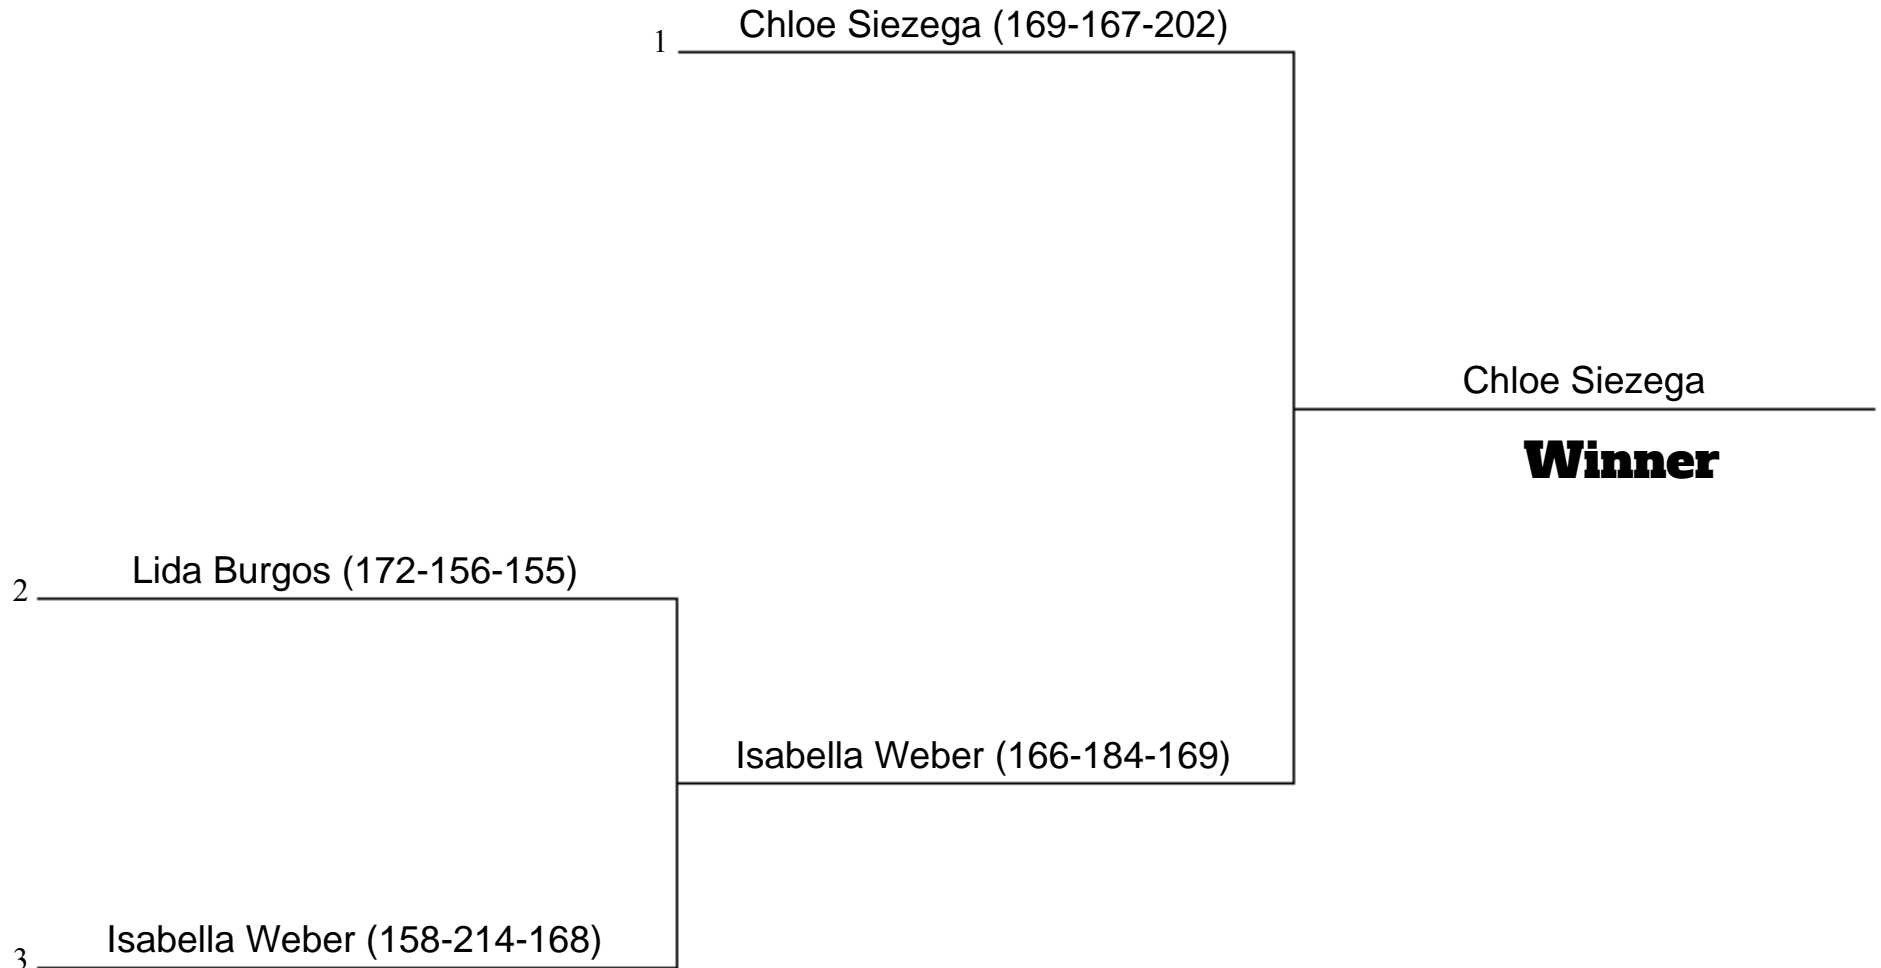 Chloe Siezega (169-167-202)
1
Chloe Siezega
Winner
Lida Burgos (172-156-155)
2
Isabella Weber (166-184-169)
Isabella Weber (158-214-168)
3